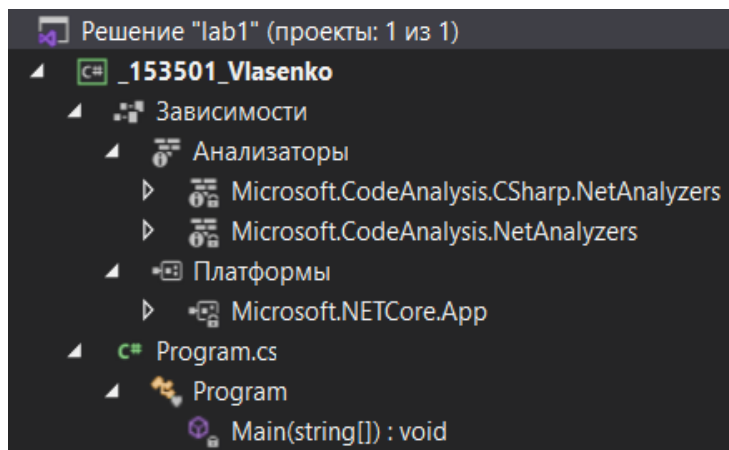 Решение "lab1" (проекты: 1 из 1)
C# _153501_Vlasenko
Зависимости
Анализаторы
Microsoft.CodeAnalysis.CSharp.NetAnalyzers
Microsoft.CodeAnalysis.NetAnalyzers
Платформы
Microsoft.NETCore.App
C# Program.cs
Program
Main(string[]) : void